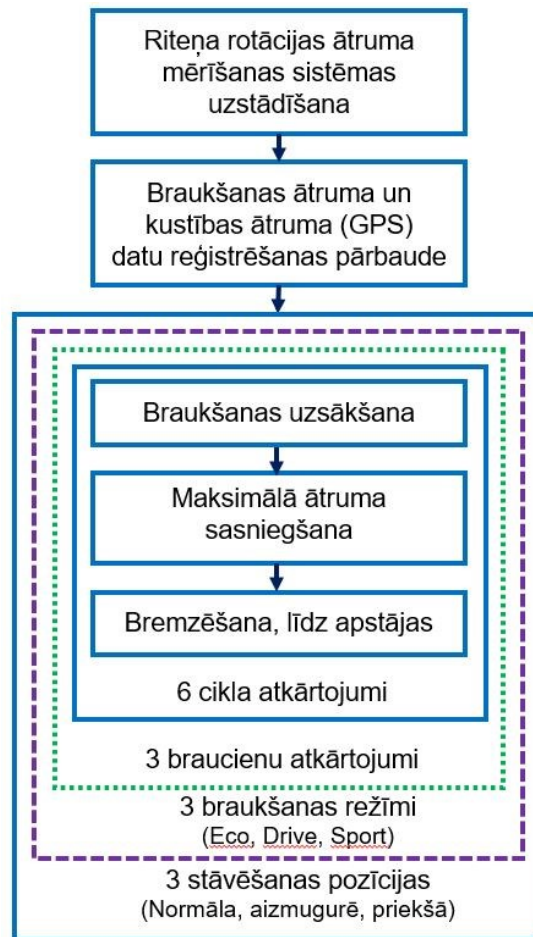 Riteņa rotācijas ātruma
mērīšanas sistēmas
uzstādīšana
Braukšanas ātruma un
kustības ātruma (GPS)
datu reģistrēšanas pārbaude
Braukšanas uzsākšana
Maksimālā ātruma
sasniegšana
Bremzēšana, līdz apstājas
6 cikla atkārtojumi
3 braucienu atkārtojumi
3 braukšanas režīmi
(Eco, Drive, Sport)
3 stāvēšanas pozīcijas
(Normāla, aizmugurē, priekšā)